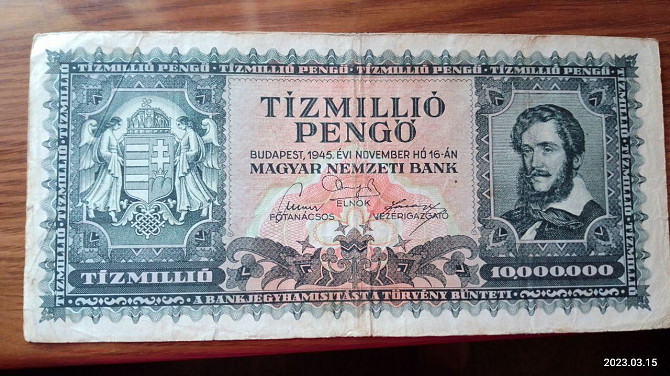 TÍZMILLIÓ PENGŐ · TÍZMILLIÓ PENGŐ · TÍZMILLIÓ PENGŐ · TÍZMILLIÓ PENGŐ
TÍZMILLIÓ
PENGŐ
BUDAPEST, 1945. ÉVI NOVEMBER HÓ 16-ÁN
MAGYAR NEMZETI BANK
ELNÖK
FŐTANÁCSOS VEZÉRIGAZGATÓ
TÍZMILLIÓ
10,000.000
A BANKJEGYHAMISÍTÁST A TÖRVÉNY BÜNTETI
2023.03.15